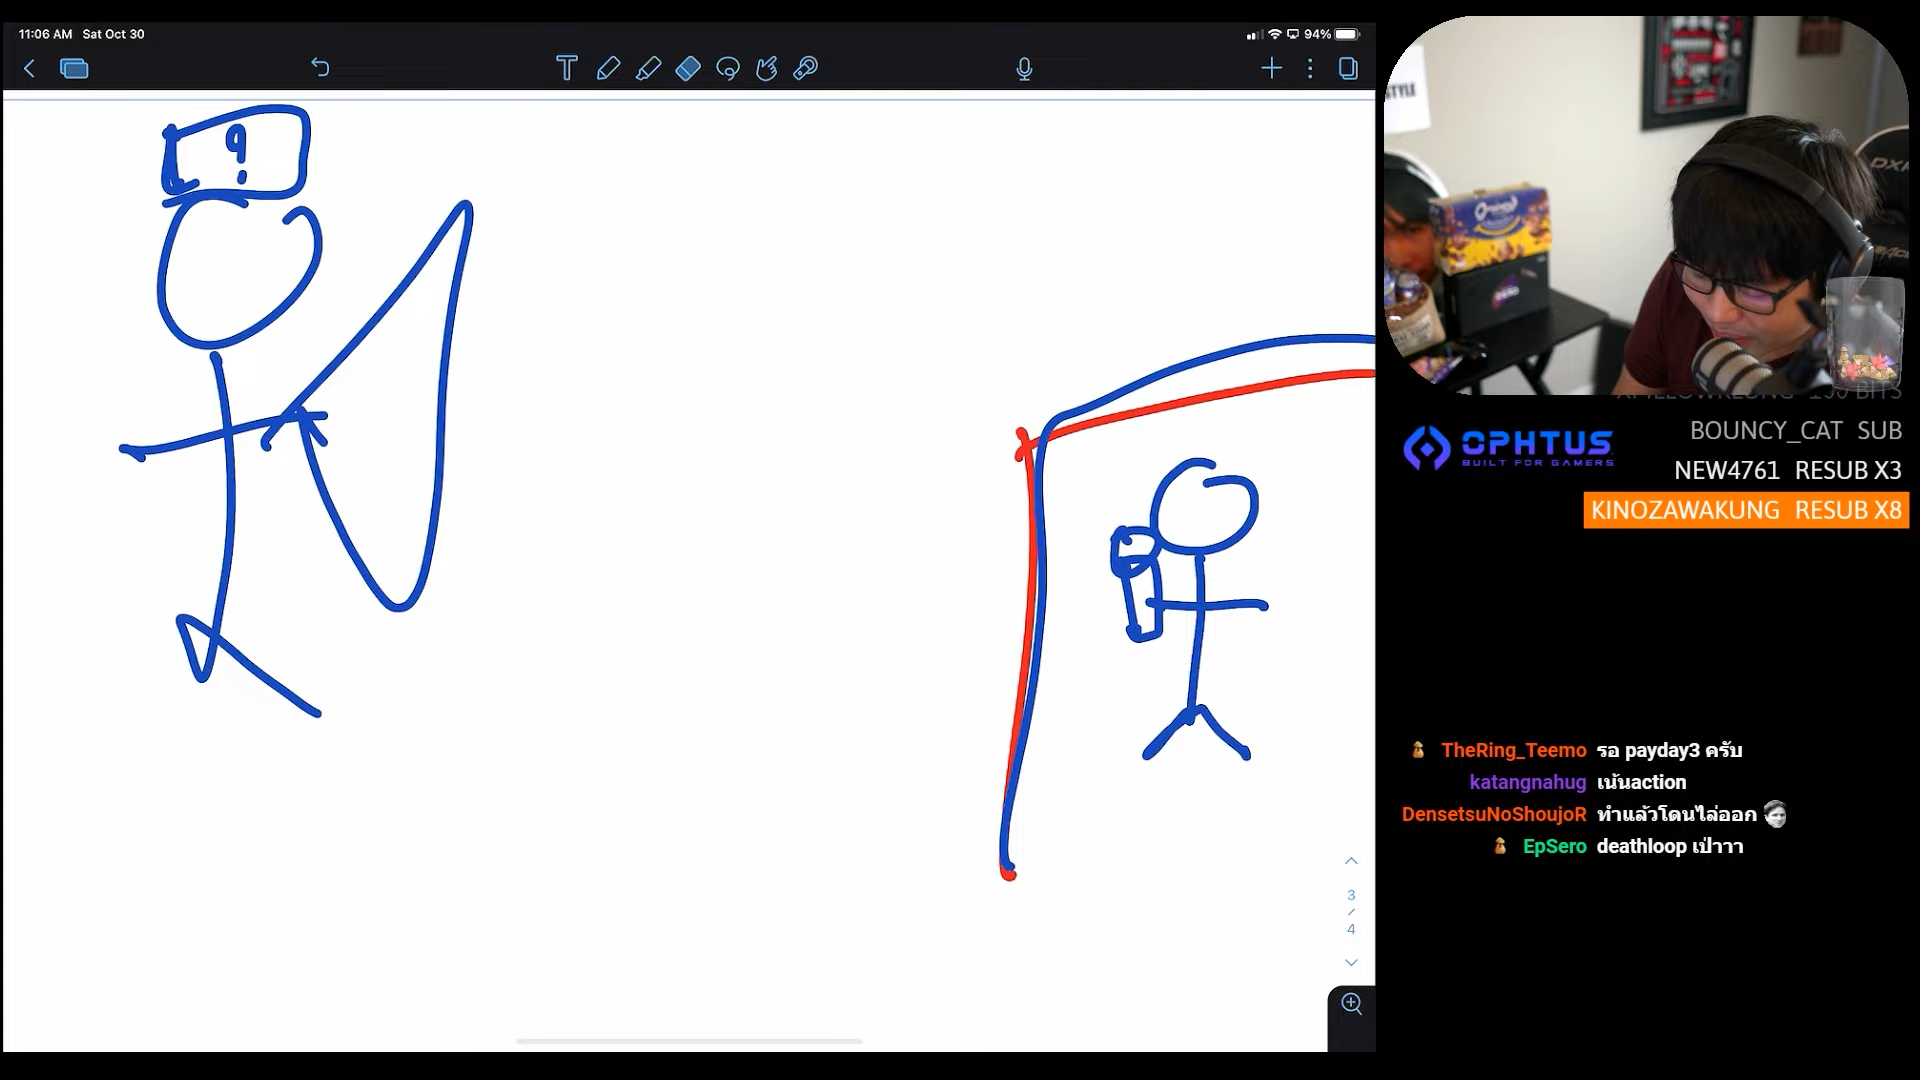 11:06 AM Sat Oct 30
94%
STYLE
OPHTUS
BUILT FOR GAMERS
BOUNCY_CAT SUB
NEW4761 RESUB X3
KINOZAWAKUNG RESUB X8
TheRing_Teemo รอ payday3 ครับ
katangnahug เน้นaction
DensetsuNoShoujoR ทำแล้วโดนไล่ออก
EpSero deathloop เป่าาา
3
/
4